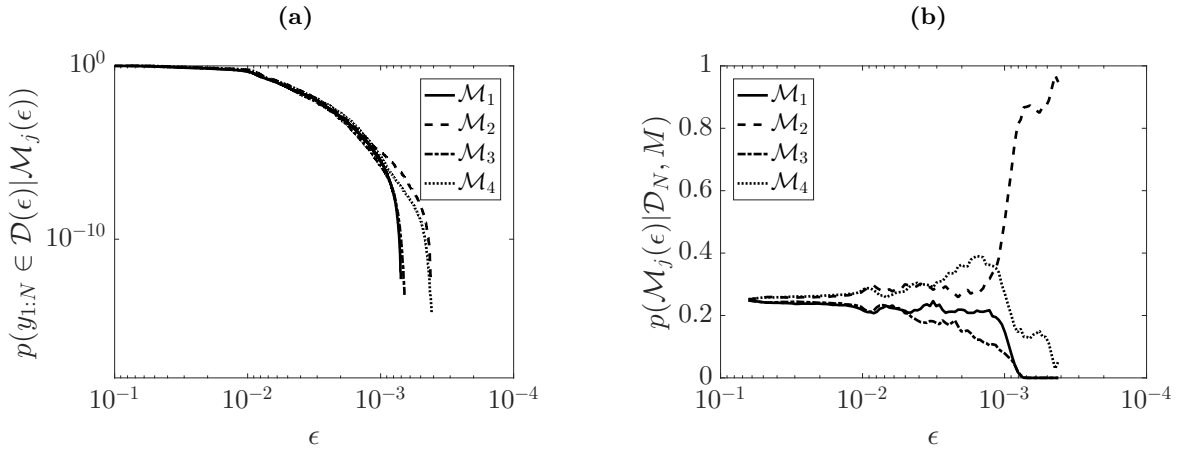 (a)
p(y_{1:N} ∈ 𝒟(ϵ)|ℳ_j(ϵ))
10^0
10^{-10}
ℳ_1
ℳ_2
ℳ_3
ℳ_4
10^{-1} 10^{-2} 10^{-3} 10^{-4}
ϵ
(b)
p(ℳ_j(ϵ)|𝒟_N, M)
1
0.8
0.6
0.4
0.2
0
ℳ_1
ℳ_2
ℳ_3
ℳ_4
10^{-1} 10^{-2} 10^{-3} 10^{-4}
ϵ